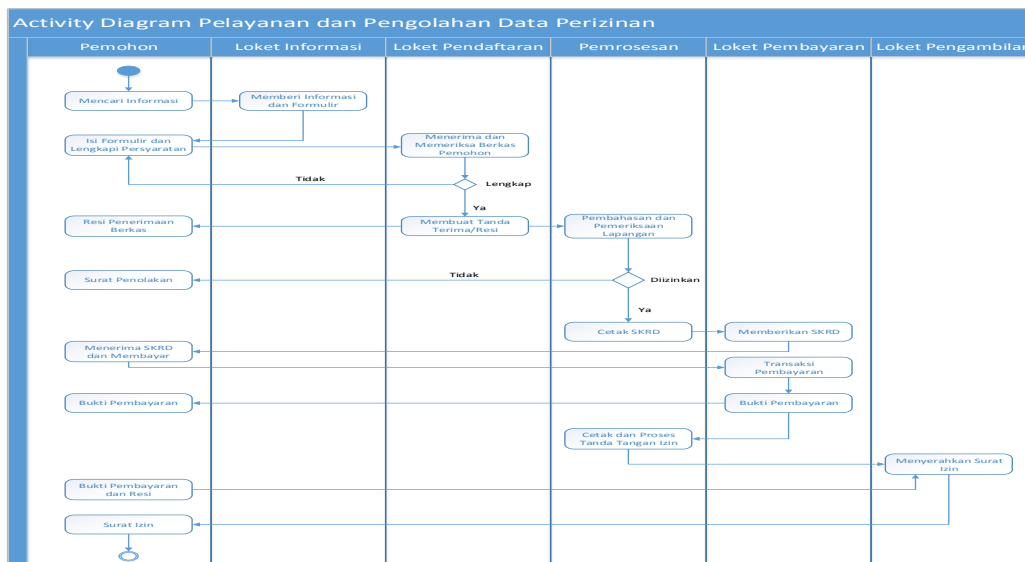 Activity Diagram Pelayanan dan Pengolahan Data Perizinan
Pemohon
Loket Informasi
Loket Pendaftaran
Pemrosesan
Loket Pembayaran
Loket Pengambilan
Mencari Informasi
Memberi Informasi
dan Formulir
Isi Formulir dan
Lengkapi Persyaratan
Menerima dan
Memeriksa Berkas
Pemohon
Tidak
Lengkap
Ya
Resi Penerimaan
Berkas
Membuat Tanda
Terima/Resi
Pembahasan dan
Pemeriksaan
Lapangan
Surat Penolakan
Tidak
Diizinkan
Ya
Cetak SKRD
Memberikan SKRD
Menerima SKRD
dan Membayar
Transaksi
Pembayaran
Bukti Pembayaran
Bukti Pembayaran
Cetak dan Proses
Tanda Tangan Izin
Menyerahkan Surat
Izin
Bukti Pembayaran
dan Resi
Surat Izin